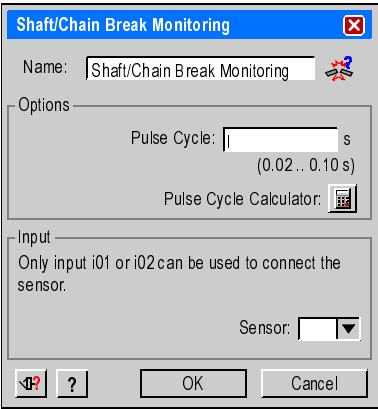 Shaft/Chain Break Monitoring
Name: Shaft/Chain Break Monitoring
Options
Pulse Cycle: s
(0.02 .. 0.10 s)
Pulse Cycle Calculator:
Input
Only input i01 or i02 can be used to connect the
sensor.
Sensor:
? ? OK Cancel